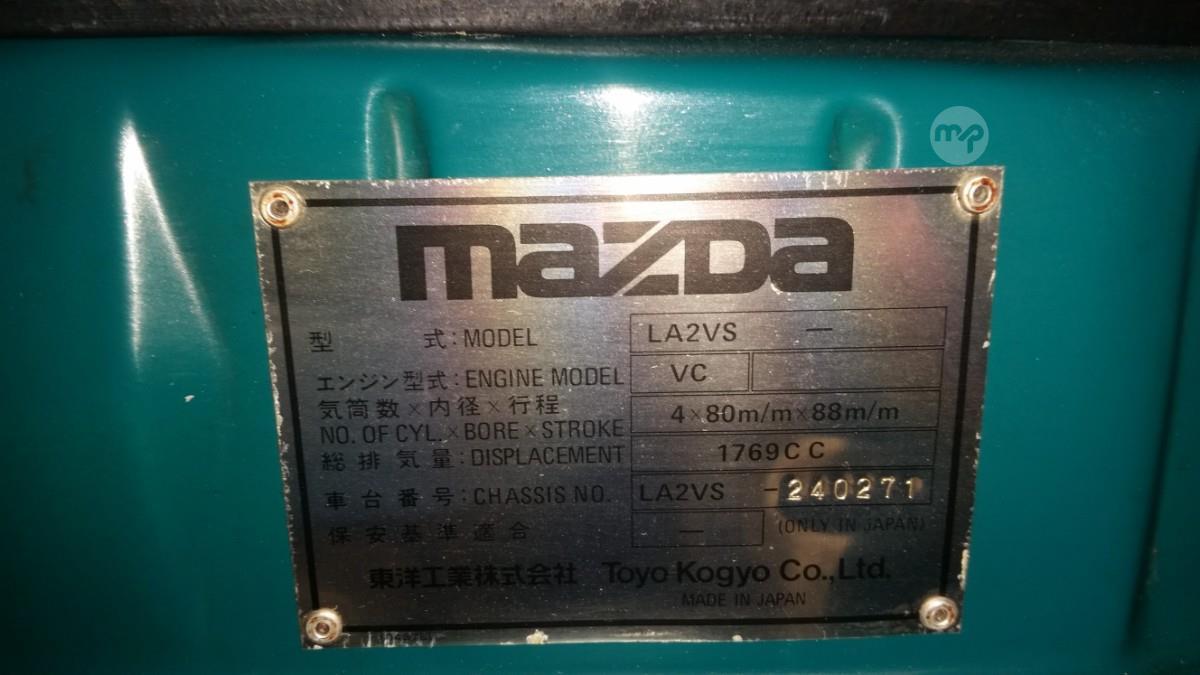 mp
mazda
型 式:MODEL LA2VS —
エンジン型式:ENGINE MODEL VC
気筒数×内径×行程
NO. OF CYL.×BORE×STROKE 4×80m/m×88m/m
総排気量:DISPLACEMENT 1769CC
車台番号:CHASSIS NO. LA2VS -240271
保安基準適合 — (ONLY IN JAPAN)
東洋工業株式会社 Toyo Kogyo Co.,Ltd.
MADE IN JAPAN